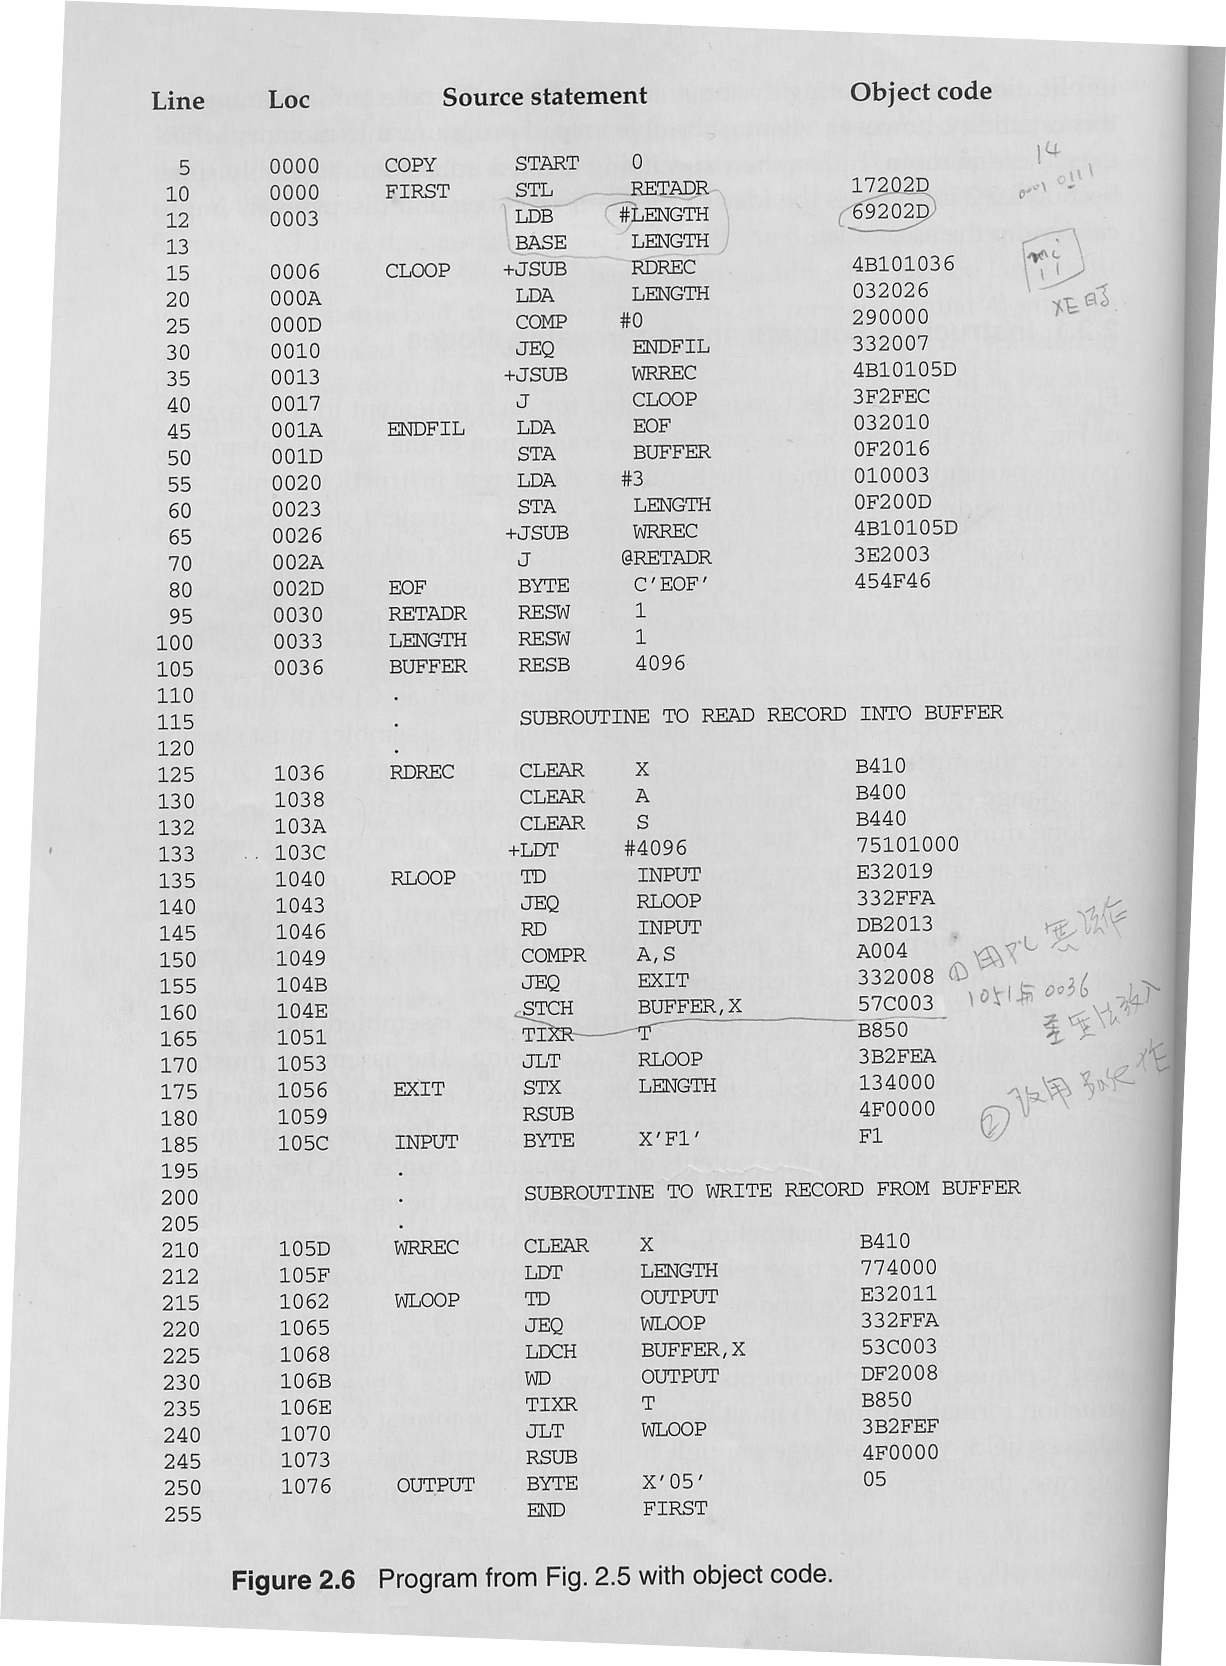 Line Loc Source statement Object code
5 0000 COPY START 0
10 0000 FIRST STL RETADR 17202D
12 0003 LDB #LENGTH 69202D
13 BASE LENGTH
15 0006 CLOOP +JSUB RDREC 4B101036
20 000A LDA LENGTH 032026
25 000D COMP #0 290000
30 0010 JEQ ENDFIL 332007
35 0013 +JSUB WRREC 4B10105D
40 0017 J CLOOP 3F2FEC
45 001A ENDFIL LDA EOF 032010
50 001D STA BUFFER 0F2016
55 0020 LDA #3 010003
60 0023 STA LENGTH 0F200D
65 0026 +JSUB WRREC 4B10105D
70 002A J @RETADR 3E2003
80 002D EOF BYTE C'EOF' 454F46
95 0030 RETADR RESW 1
100 0033 LENGTH RESW 1
105 0036 BUFFER RESB 4096
110 .
115 . SUBROUTINE TO READ RECORD INTO BUFFER
120 .
125 1036 RDREC CLEAR X B410
130 1038 CLEAR A B400
132 103A CLEAR S B440
133 103C +LDT #4096 75101000
135 1040 RLOOP TD INPUT E32019
140 1043 JEQ RLOOP 332FFA
145 1046 RD INPUT DB2013
150 1049 COMPR A,S A004
155 104B JEQ EXIT 332008
160 104E STCH BUFFER,X 57C003
165 1051 TIXR T B850
170 1053 JLT RLOOP 3B2FEA
175 1056 EXIT STX LENGTH 134000
180 1059 RSUB 4F0000
185 105C INPUT BYTE X'F1' F1
195 .
200 . SUBROUTINE TO WRITE RECORD FROM BUFFER
205 .
210 105D WRREC CLEAR X B410
212 105F LDT LENGTH 774000
215 1062 WLOOP TD OUTPUT E32011
220 1065 JEQ WLOOP 332FFA
225 1068 LDCH BUFFER,X 53C003
230 106B WD OUTPUT DF2008
235 106E TIXR T B850
240 1070 JLT WLOOP 3B2FEF
245 1073 RSUB 4F0000
250 1076 OUTPUT BYTE X'05' 05
255 END FIRST
Figure 2.6 Program from Fig. 2.5 with object code.
14
0001 0111
ni
11
① 用PC
1051与0036
② 改用